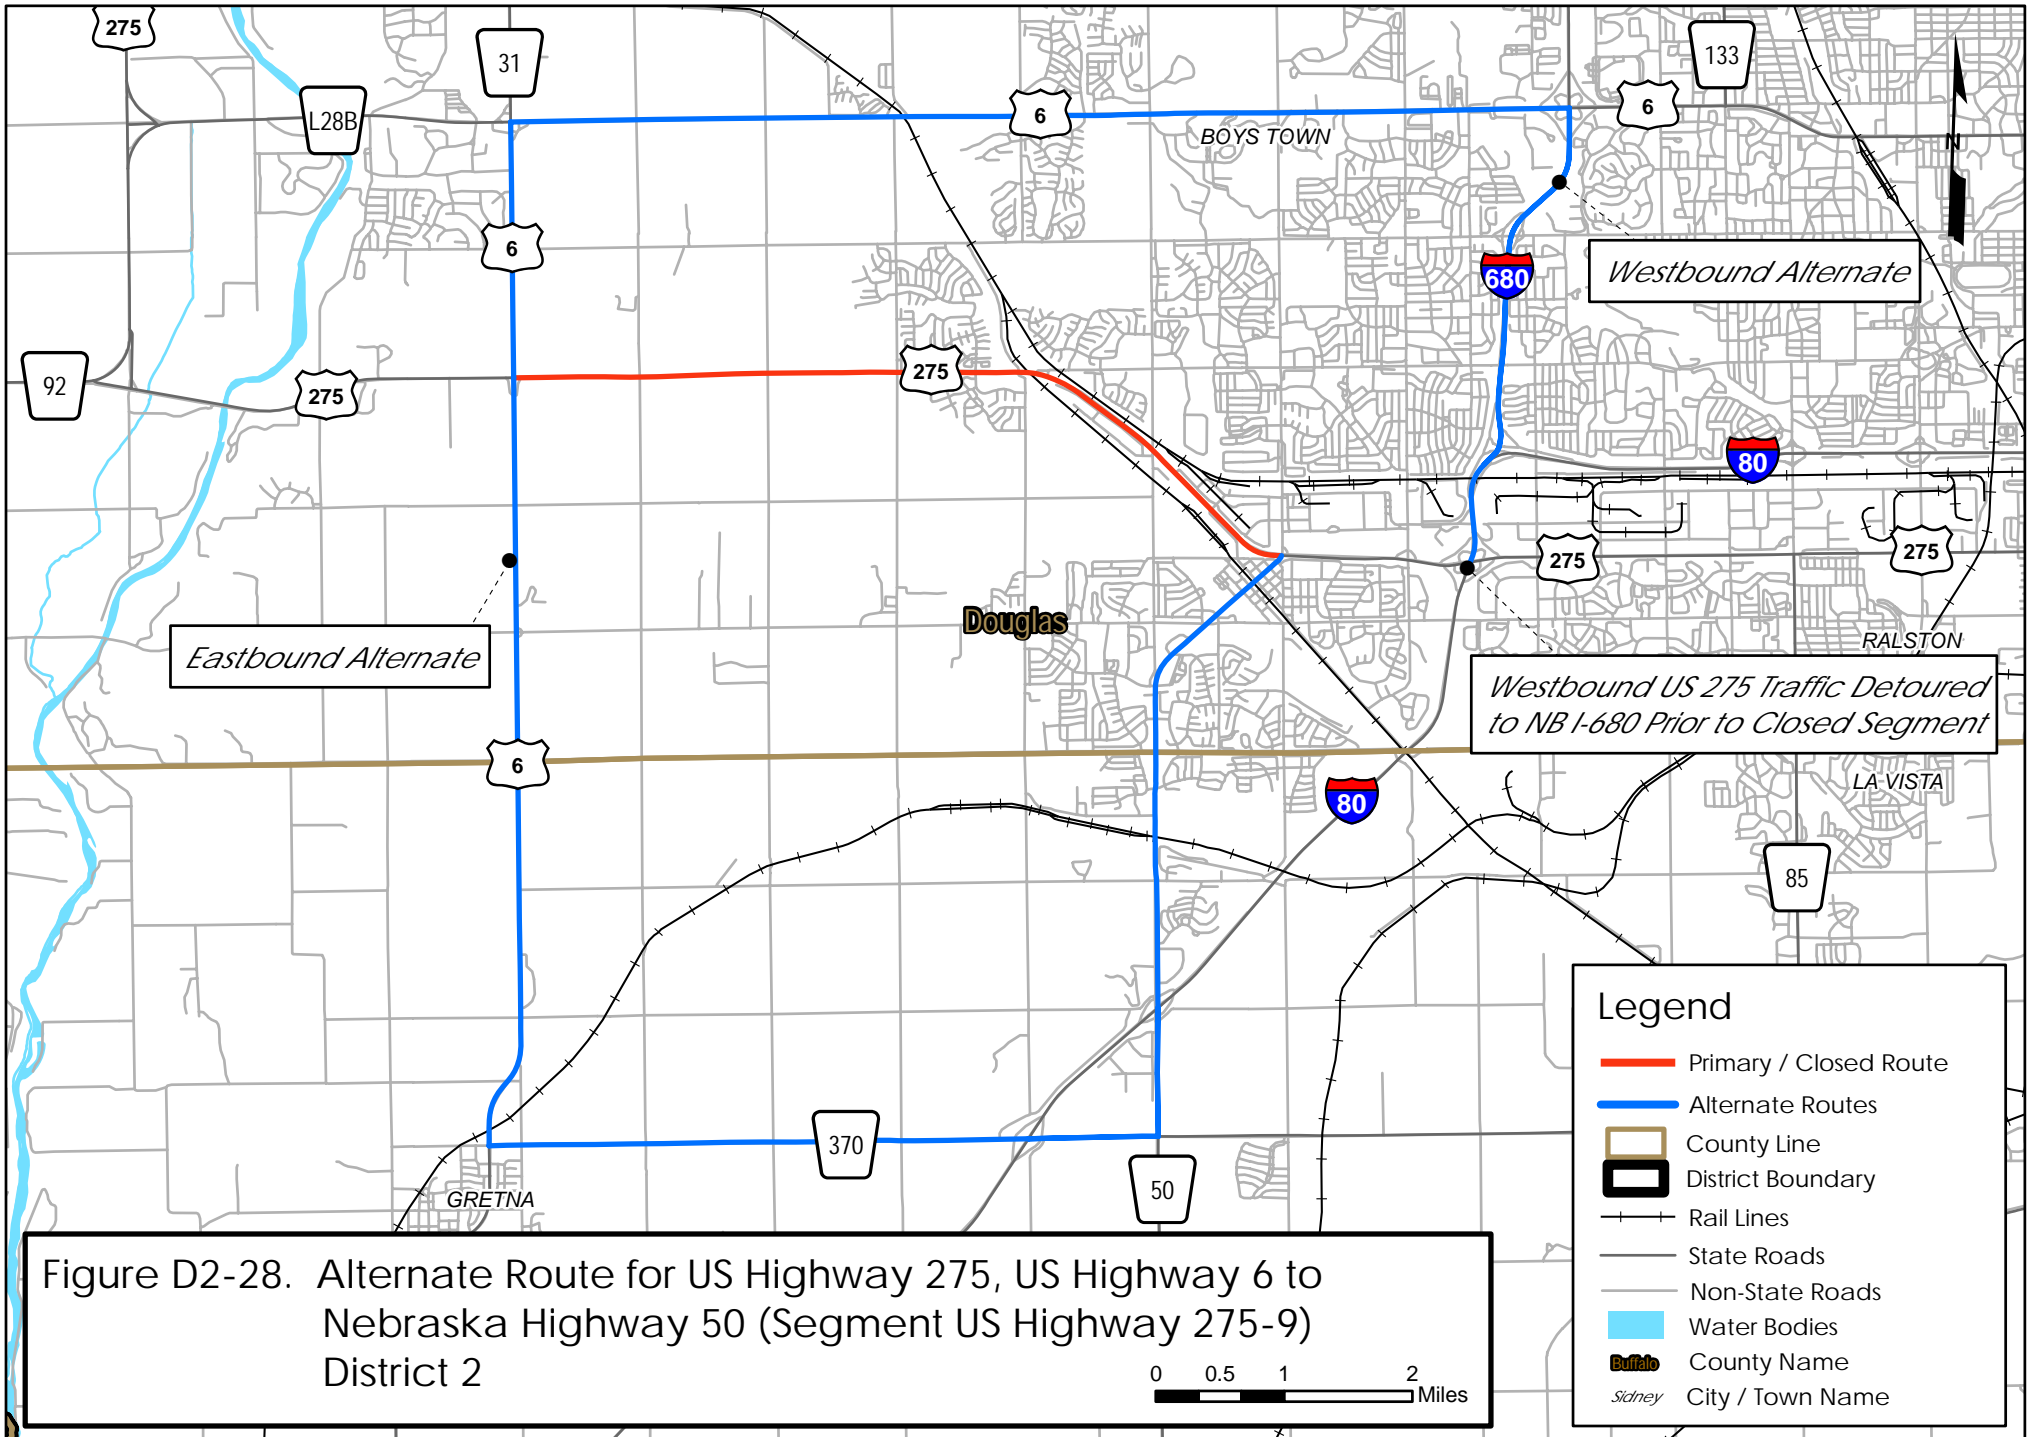 275
31
133
L28B
6
6
BOYS TOWN
N
6
680
Westbound Alternate
92
275
275
80
275
275
Douglas
Eastbound Alternate
RALSTON
Westbound US 275 Traffic Detoured
to NB I-680 Prior to Closed Segment
6
80
LA VISTA
85
370
50
GRETNA
Legend
Primary / Closed Route
Alternate Routes
County Line
District Boundary
Rail Lines
State Roads
Non-State Roads
Water Bodies
Buffalo County Name
Sidney City / Town Name
Figure D2-28. Alternate Route for US Highway 275, US Highway 6 to
Nebraska Highway 50 (Segment US Highway 275-9)
District 2
0 0.5 1 2
Miles